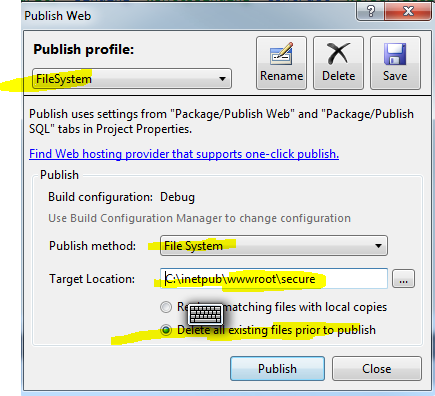 Publish Web
Publish profile:
FileSystem
Rename
Delete
Save
Publish uses settings from "Package/Publish Web" and "Package/Publish
SQL" tabs in Project Properties.
Find Web hosting provider that supports one-click publish.
Publish
Build configuration: Debug
Use Build Configuration Manager to change configuration
Publish method: File System
Target Location: C:\inetpub\wwwroot\secure ...
matching files with local copies
Delete all existing files prior to publish
Publish
Close